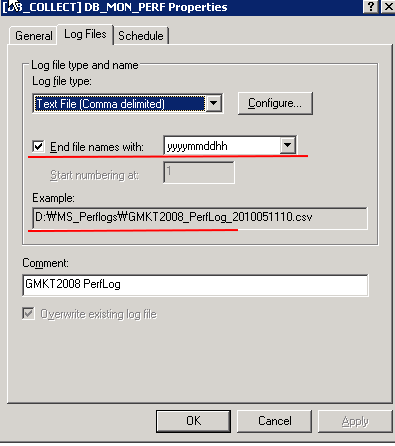 [DB_COLLECT] DB_MON_PERF Properties
General Log Files Schedule
Log file type and name
Log file type:
Text File (Comma delimited) Configure...
End file names with: yyyymmddhh
Start numbering at: 1
Example:
D:₩MS_Perflogs₩GMKT2008_PerfLog_2010051110.csv
Comment:
GMKT2008 PerfLog
Overwrite existing log file
OK Cancel Apply